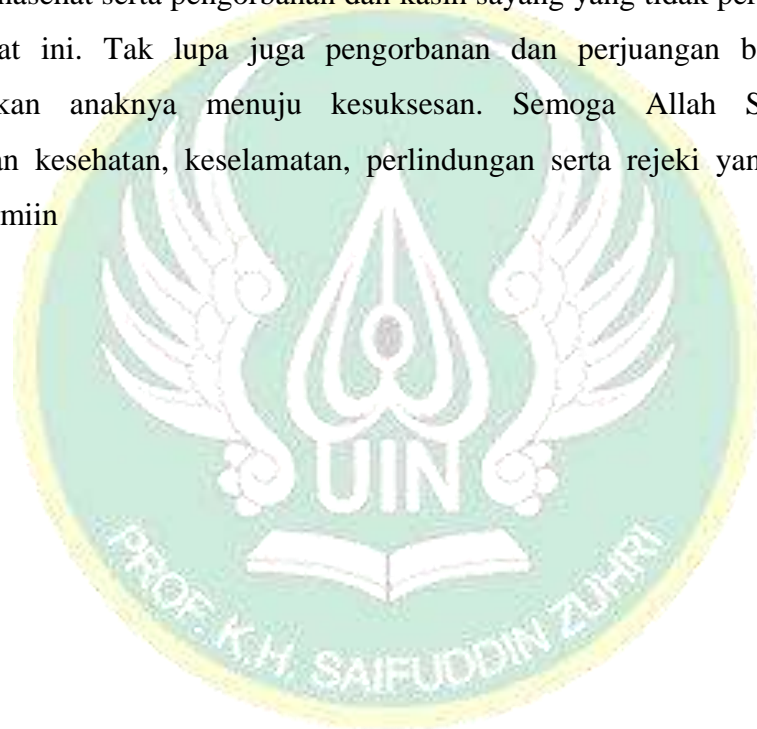 nasehat serta pengorbanan dan kasih sayang yang tidak per
at ini. Tak lupa juga pengorbanan dan perjuangan b
kan anaknya menuju kesuksesan. Semoga Allah S
n kesehatan, keselamatan, perlindungan serta rejeki yan
miin
UIN
PROF. K.H. SAIFUDDIN ZUHRI